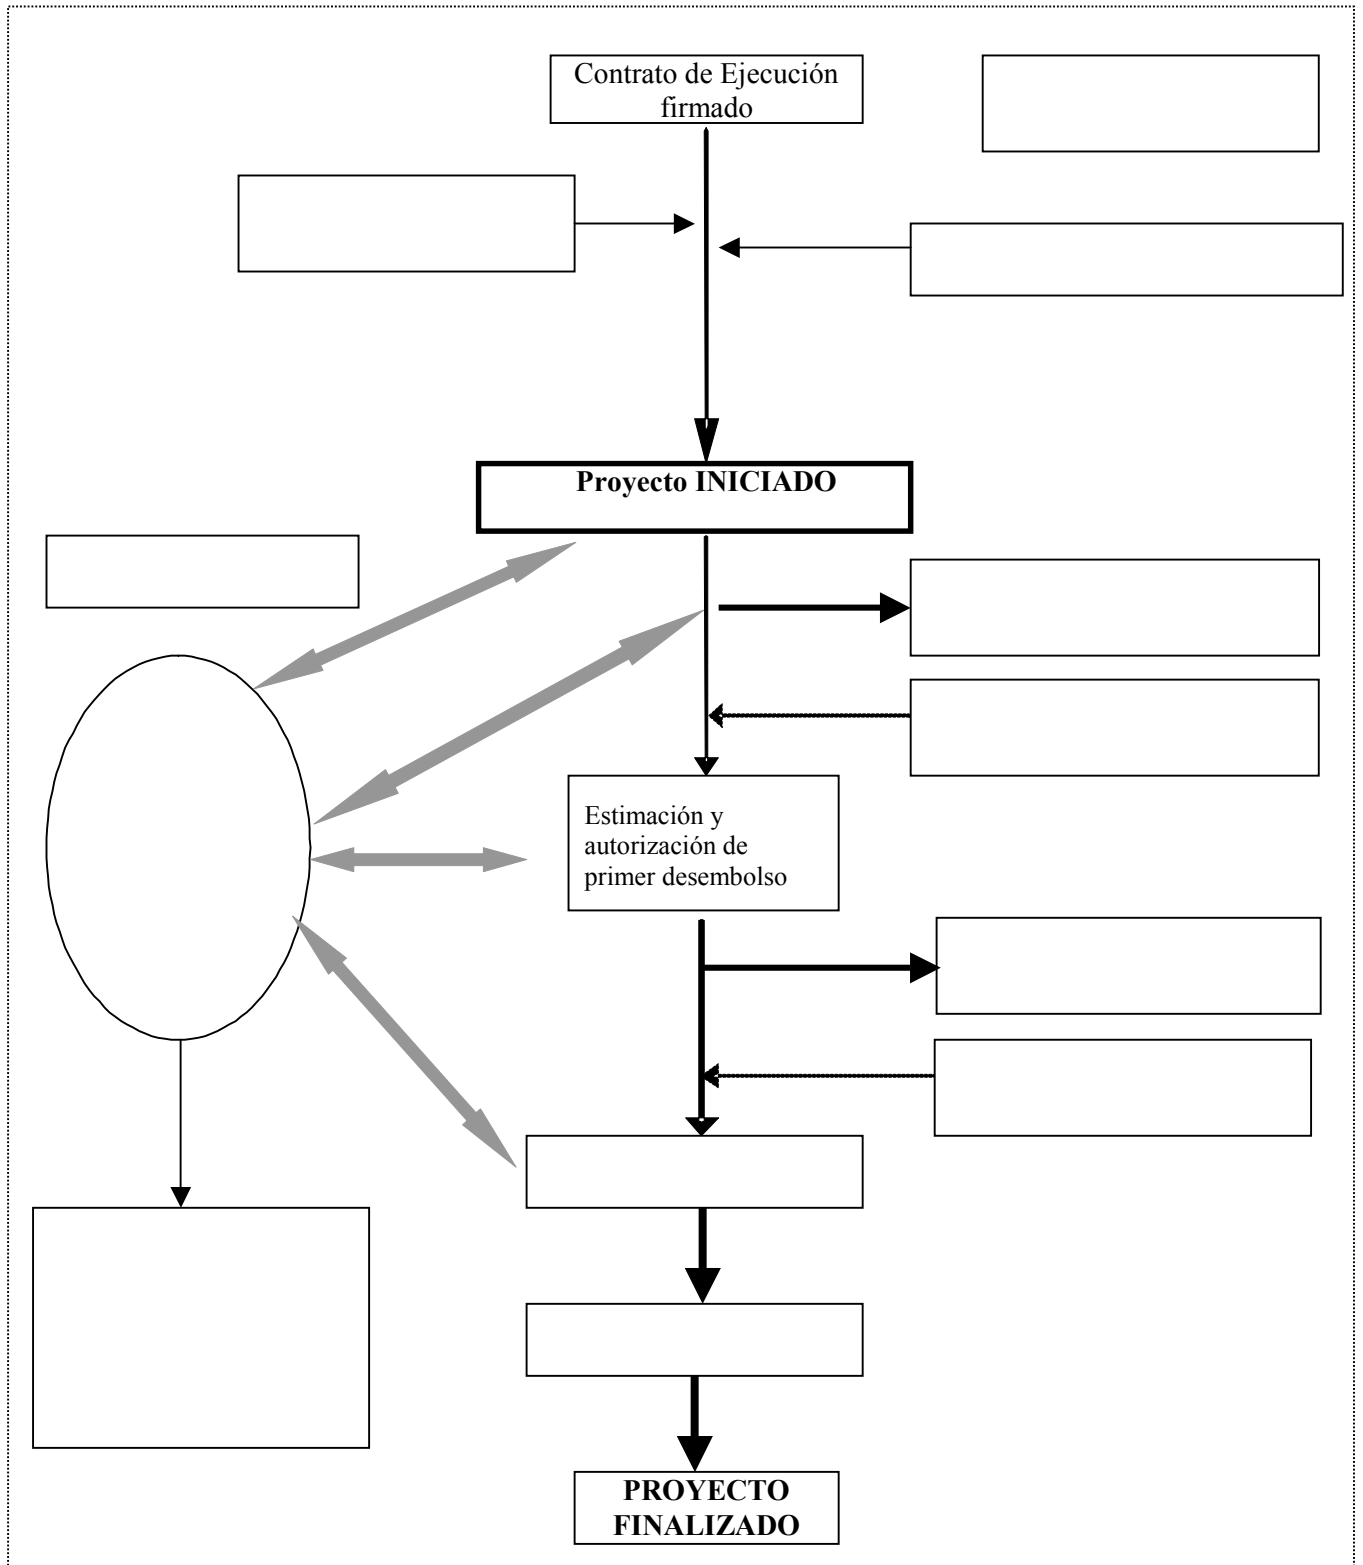 Contrato de Ejecución
firmado
Proyecto INICIADO
Estimación y
autorización de
primer desembolso
PROYECTO
FINALIZADO